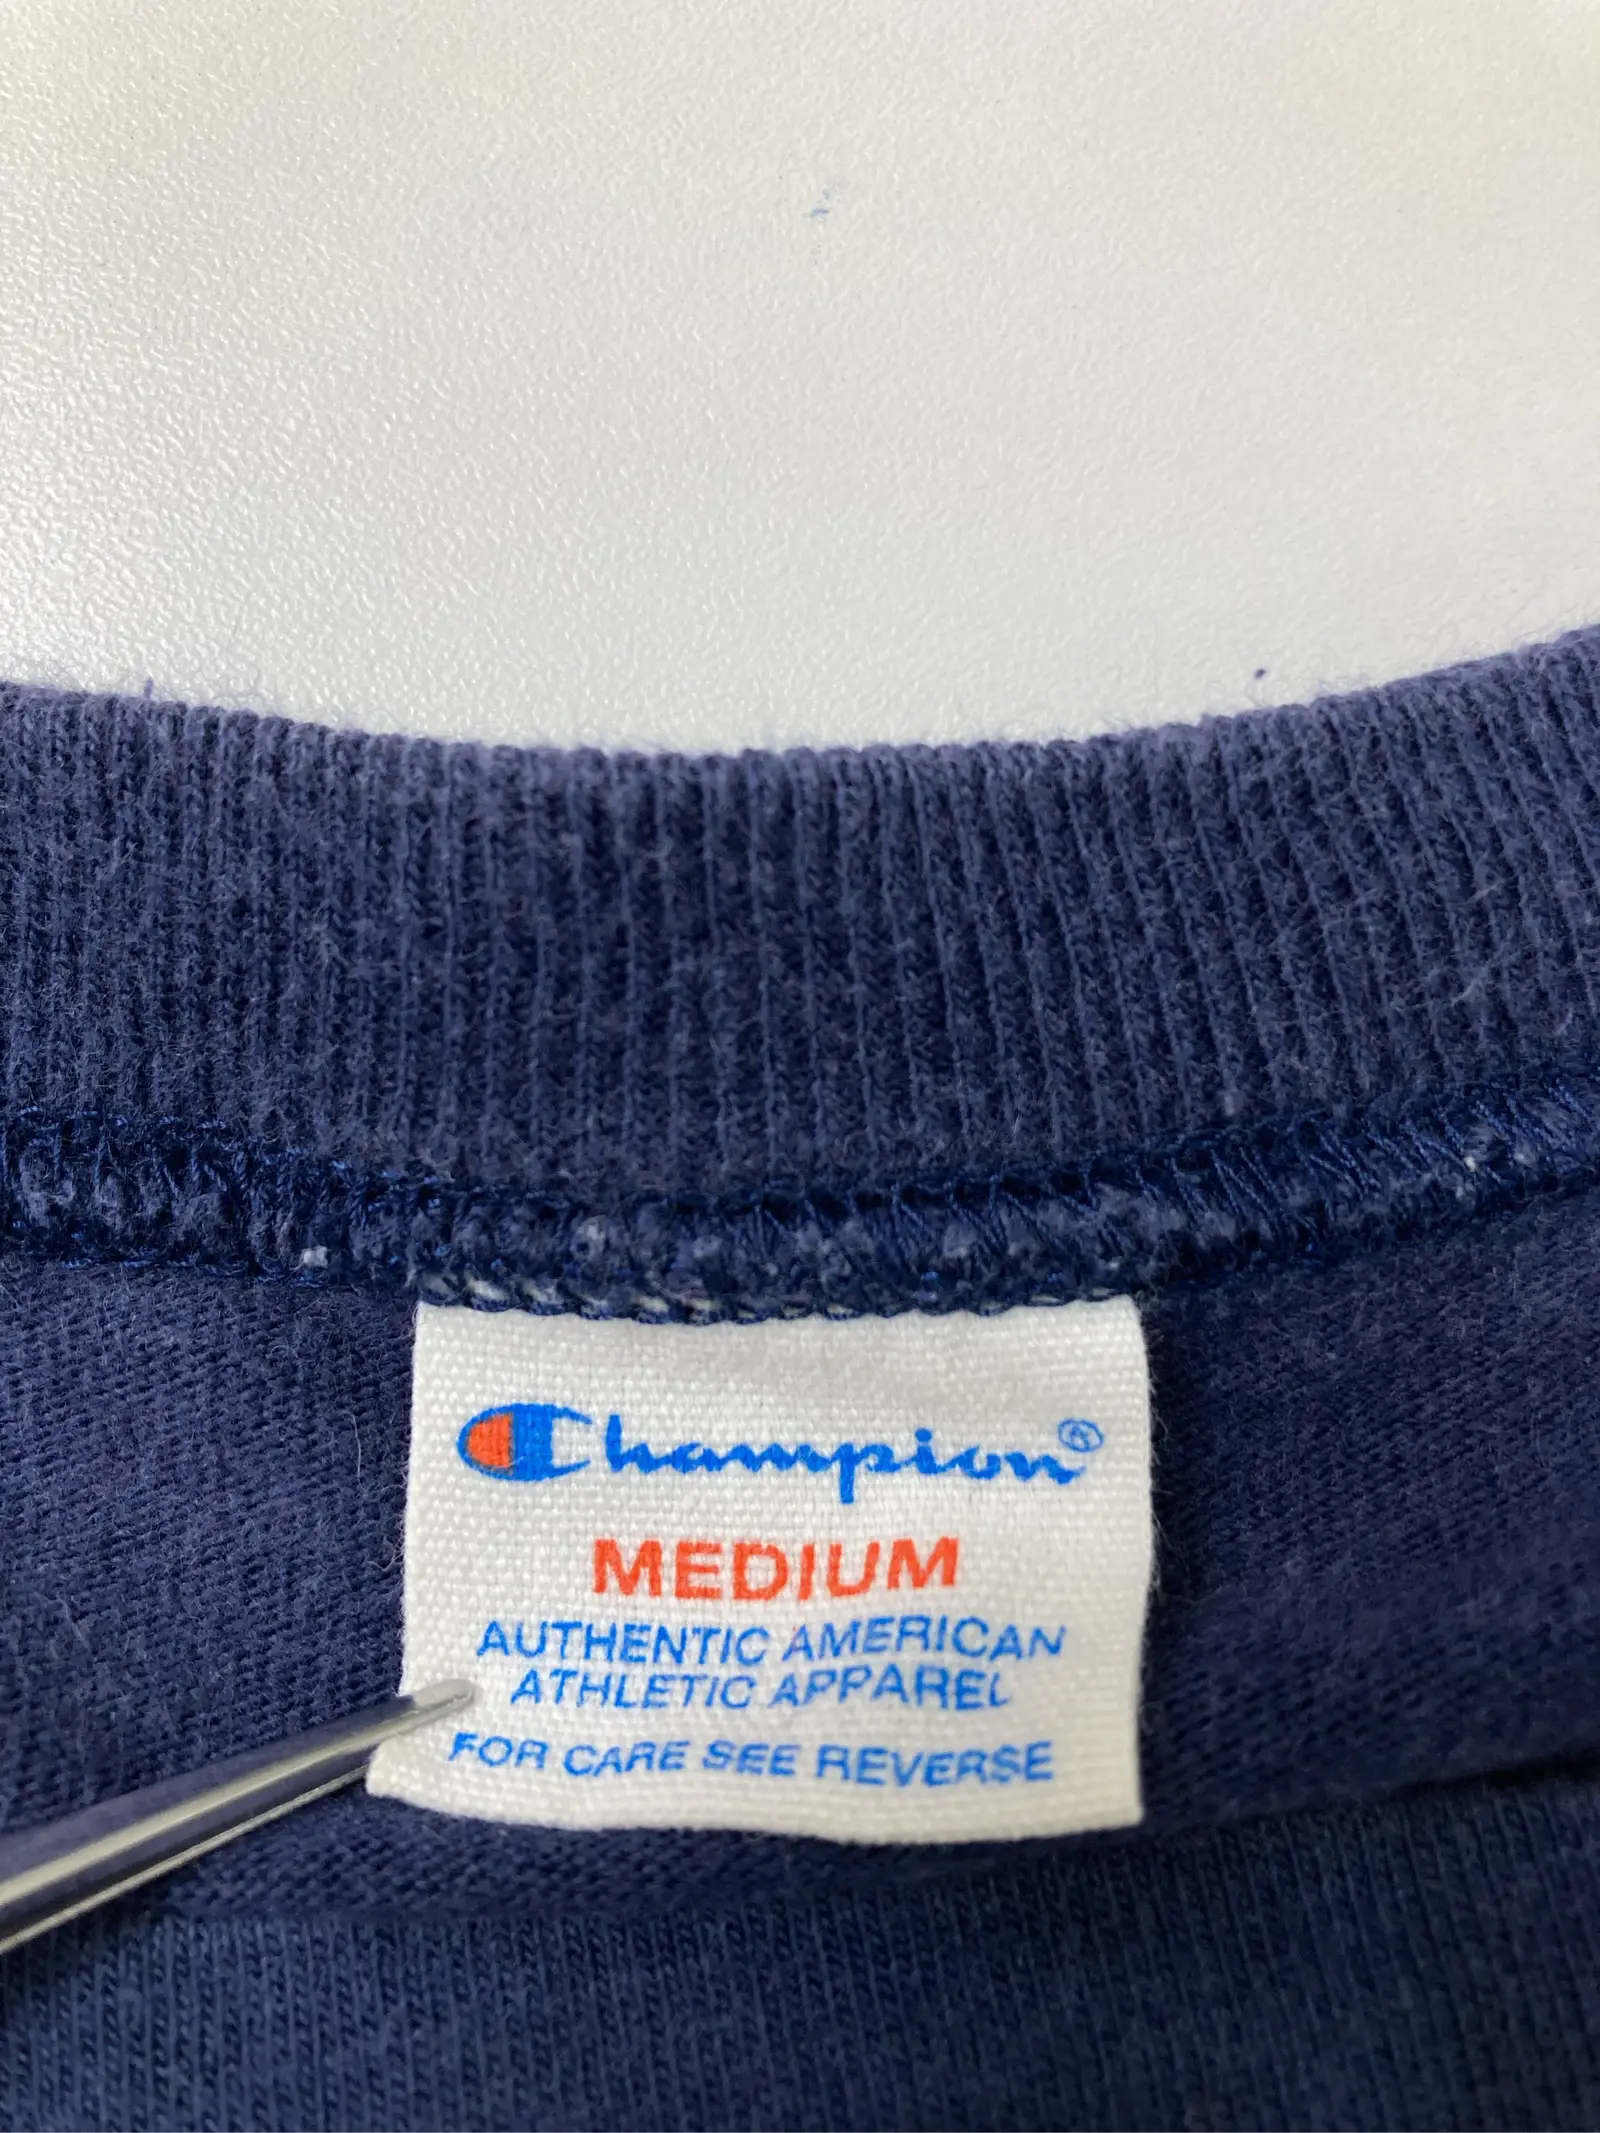 Champion®
MEDIUM
AUTHENTIC AMERICAN
ATHLETIC APPAREL
FOR CARE SEE REVERSE